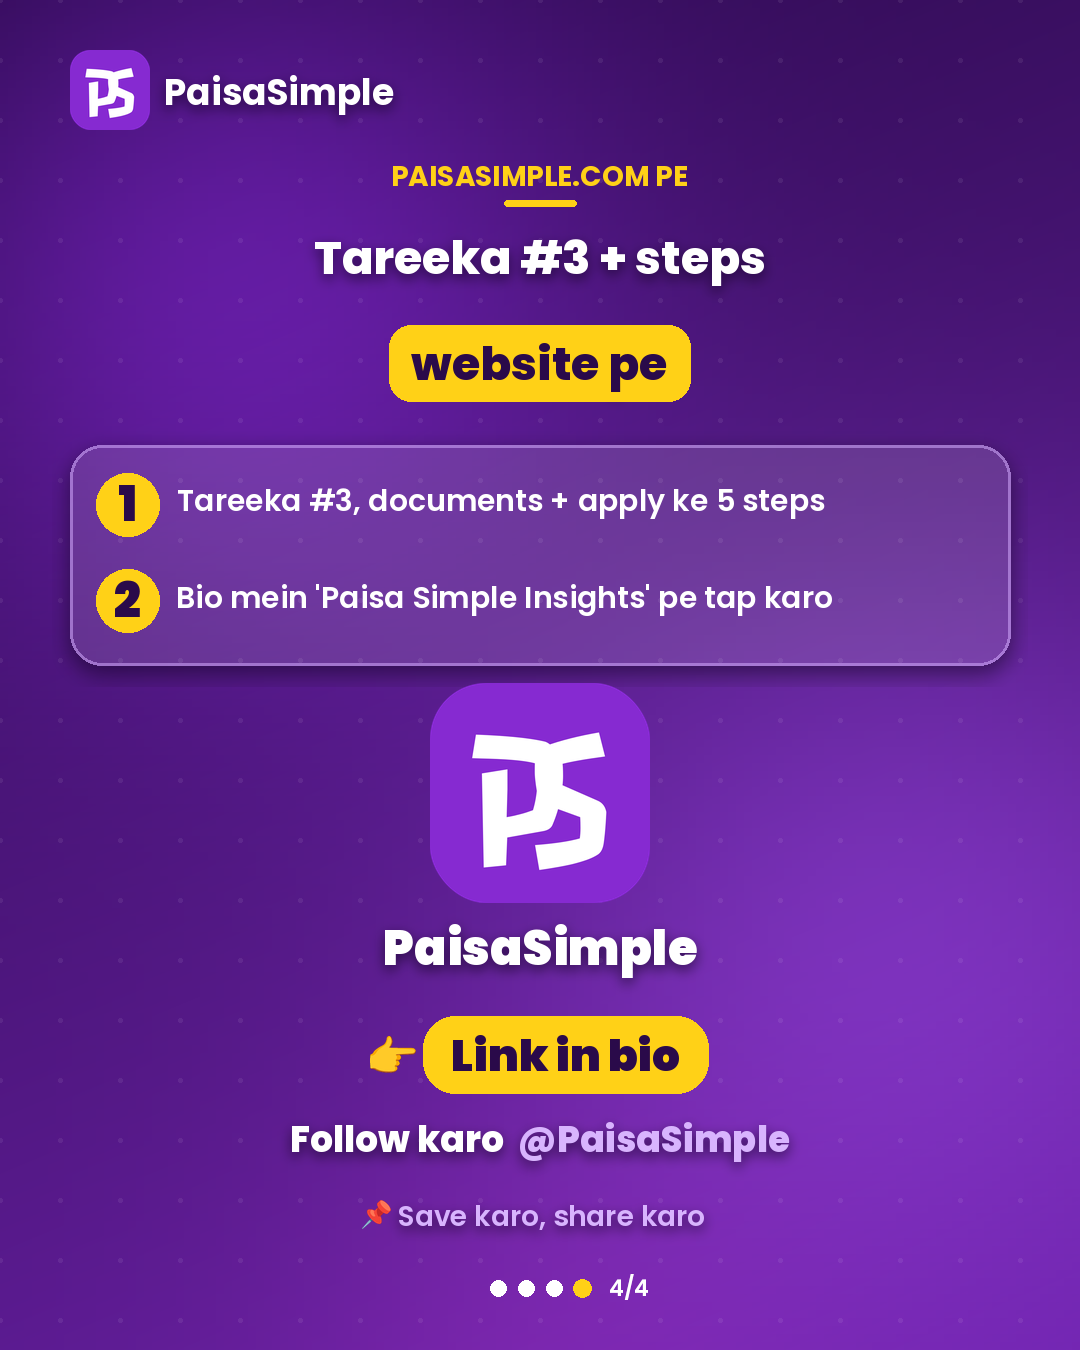 PS PaisaSimple
PAISASIMPLE.COM PE
Tareeka #3 + steps
website pe
1 Tareeka #3, documents + apply ke 5 steps
2 Bio mein 'Paisa Simple Insights' pe tap karo
PS
PaisaSimple
👉 Link in bio
Follow karo @PaisaSimple
📌 Save karo, share karo
4/4